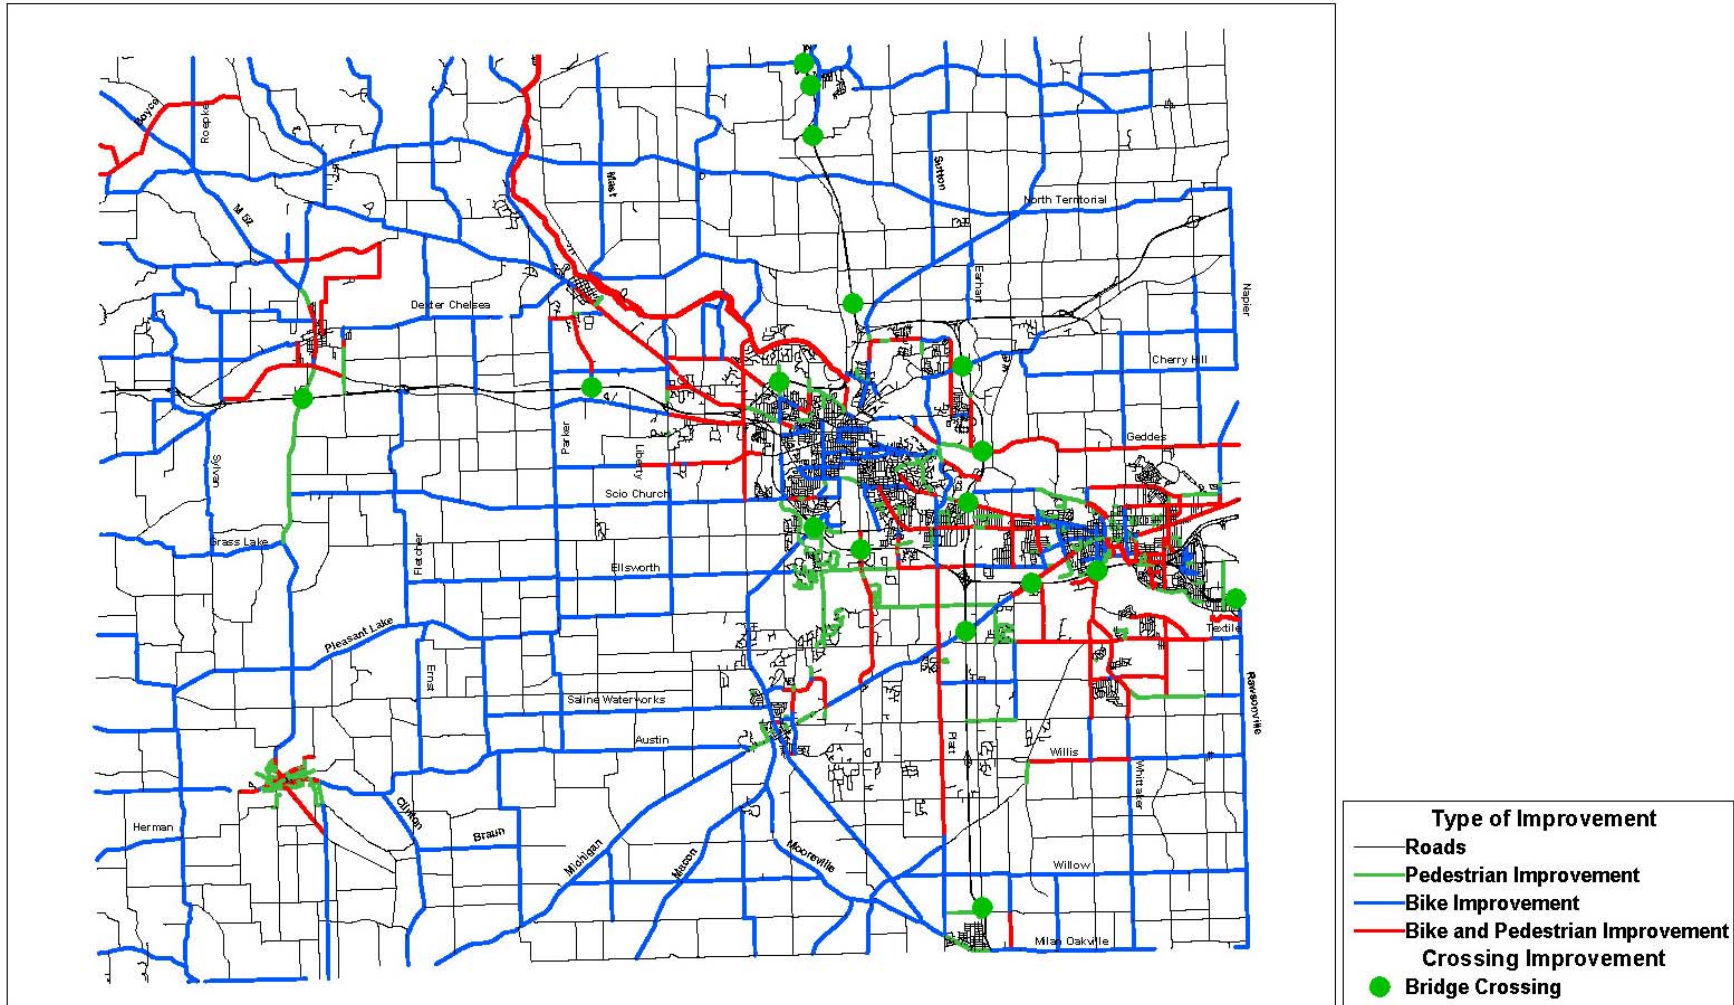 Boyce
Roepke
M 52
Mast
Sutton
North Territorial
Earhart
Napier
Dexter Chelsea
Cherry Hill
Parker
Liberty
Geddes
Sylvan
Scio Church
Grass Lake
Fletcher
Ellsworth
Pleasant Lake
Textile
Ernst
Saline Waterworks
Rawsonville
Austin
Platt
Willis
Whittaker
Clinton
Herman
Braun
Michigan
Macon
Mooreville
Willow
Milan Oakville
Type of Improvement
Roads
Pedestrian Improvement
Bike Improvement
Bike and Pedestrian Improvement
Crossing Improvement
Bridge Crossing